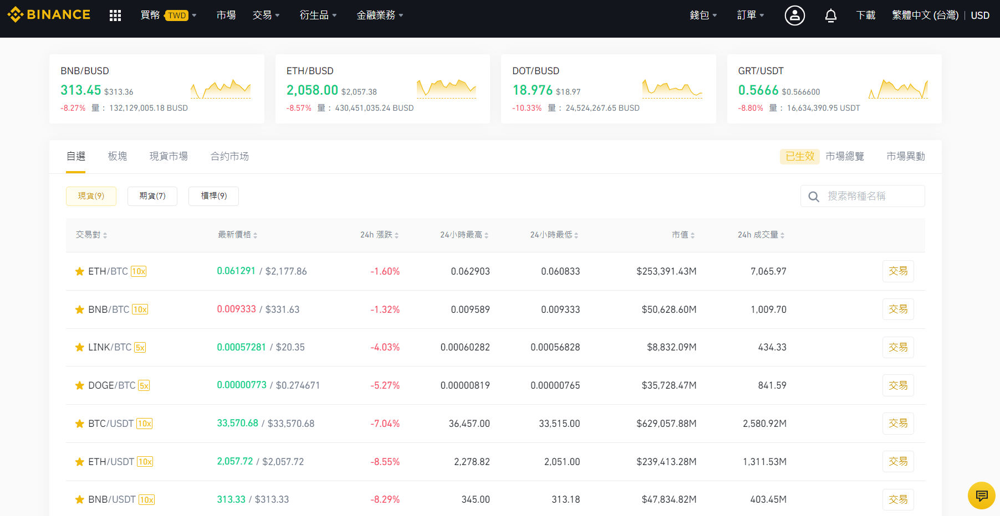 BINANCE 買幣 TWD 市場 交易 衍生品 金融業務 錢包 訂單 下載 繁體中文 (台灣) | USD
BNB/BUSD
313.45 $313.36
-8.27% 量： 132,129,005.18 BUSD
ETH/BUSD
2,058.00 $2,057.38
-8.57% 量： 430,451,035.24 BUSD
DOT/BUSD
18.976 $18.97
-10.33% 量： 24,524,267.65 BUSD
GRT/USDT
0.5666 $0.566600
-8.80% 量： 16,634,390.95 USDT
自選 板塊 現貨市場 合约市场 已生效 市場總覽 市場異動
現貨(9) 期貨(7) 槓桿(9) 搜索幣種名稱
交易對 最新價格 24h 漲跌 24小時最高 24小時最低 市值 24h 成交量
ETH/BTC 10x 0.061291 / $2,177.86 -1.60% 0.062903 0.060833 $253,391.43M 7,065.97 交易
BNB/BTC 10x 0.009333 / $331.63 -1.32% 0.009589 0.009333 $50,628.60M 1,009.70 交易
LINK/BTC 5x 0.00057281 / $20.35 -4.03% 0.00060282 0.00056828 $8,832.09M 434.33 交易
DOGE/BTC 5x 0.00000773 / $0.274671 -5.27% 0.00000819 0.00000765 $35,728.47M 841.59 交易
BTC/USDT 10x 33,570.68 / $33,570.68 -7.04% 36,457.00 33,515.00 $629,057.88M 2,580.92M 交易
ETH/USDT 10x 2,057.72 / $2,057.72 -8.55% 2,278.82 2,051.00 $239,413.28M 1,311.53M 交易
BNB/USDT 10x 313.33 / $313.33 -8.29% 345.00 313.18 $47,834.82M 403.45M 交易